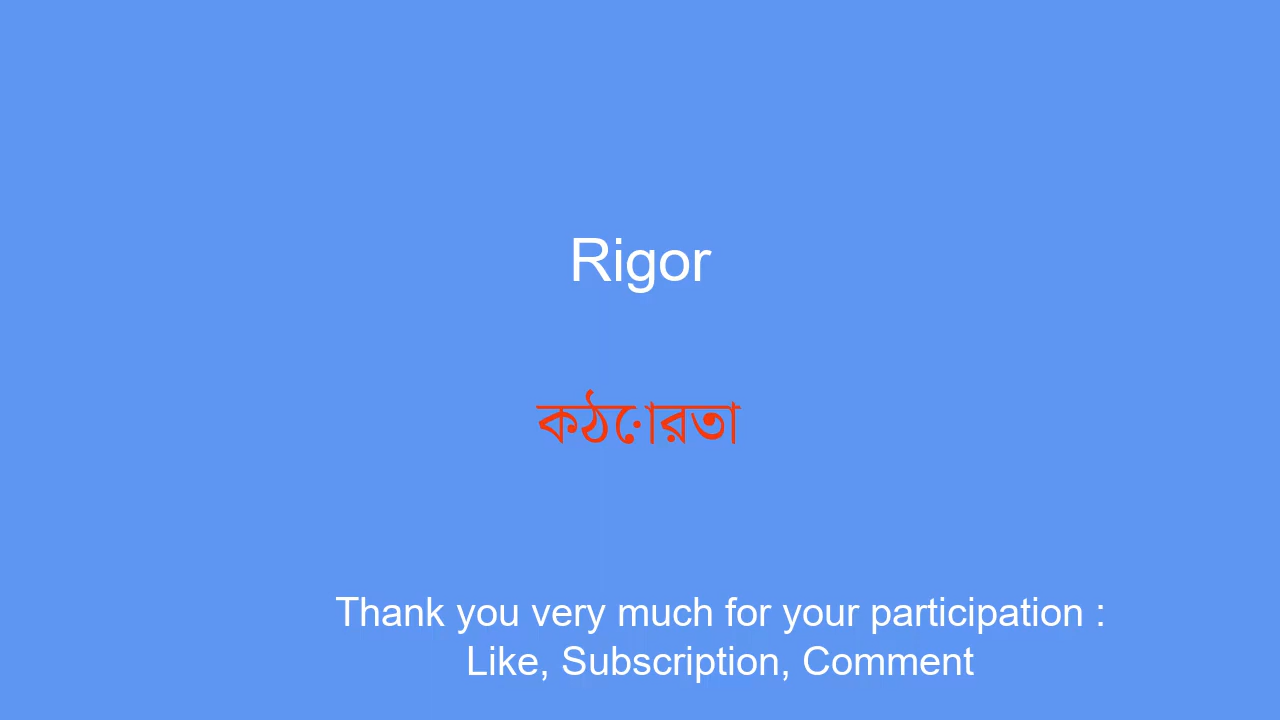 Rigor
কঠোরতা
Thank you very much for your participation :
Like, Subscription, Comment